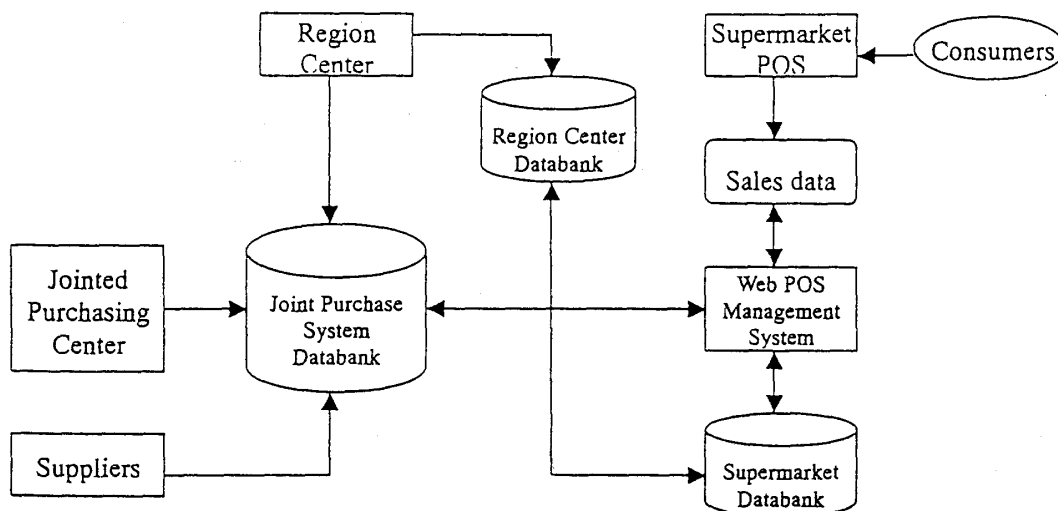 Region
Center
Supermarket
POS
Consumers
Region Center
Databank
Sales data
Jointed
Purchasing
Center
Joint Purchase
System
Databank
Web POS
Management
System
Suppliers
Supermarket
Databank